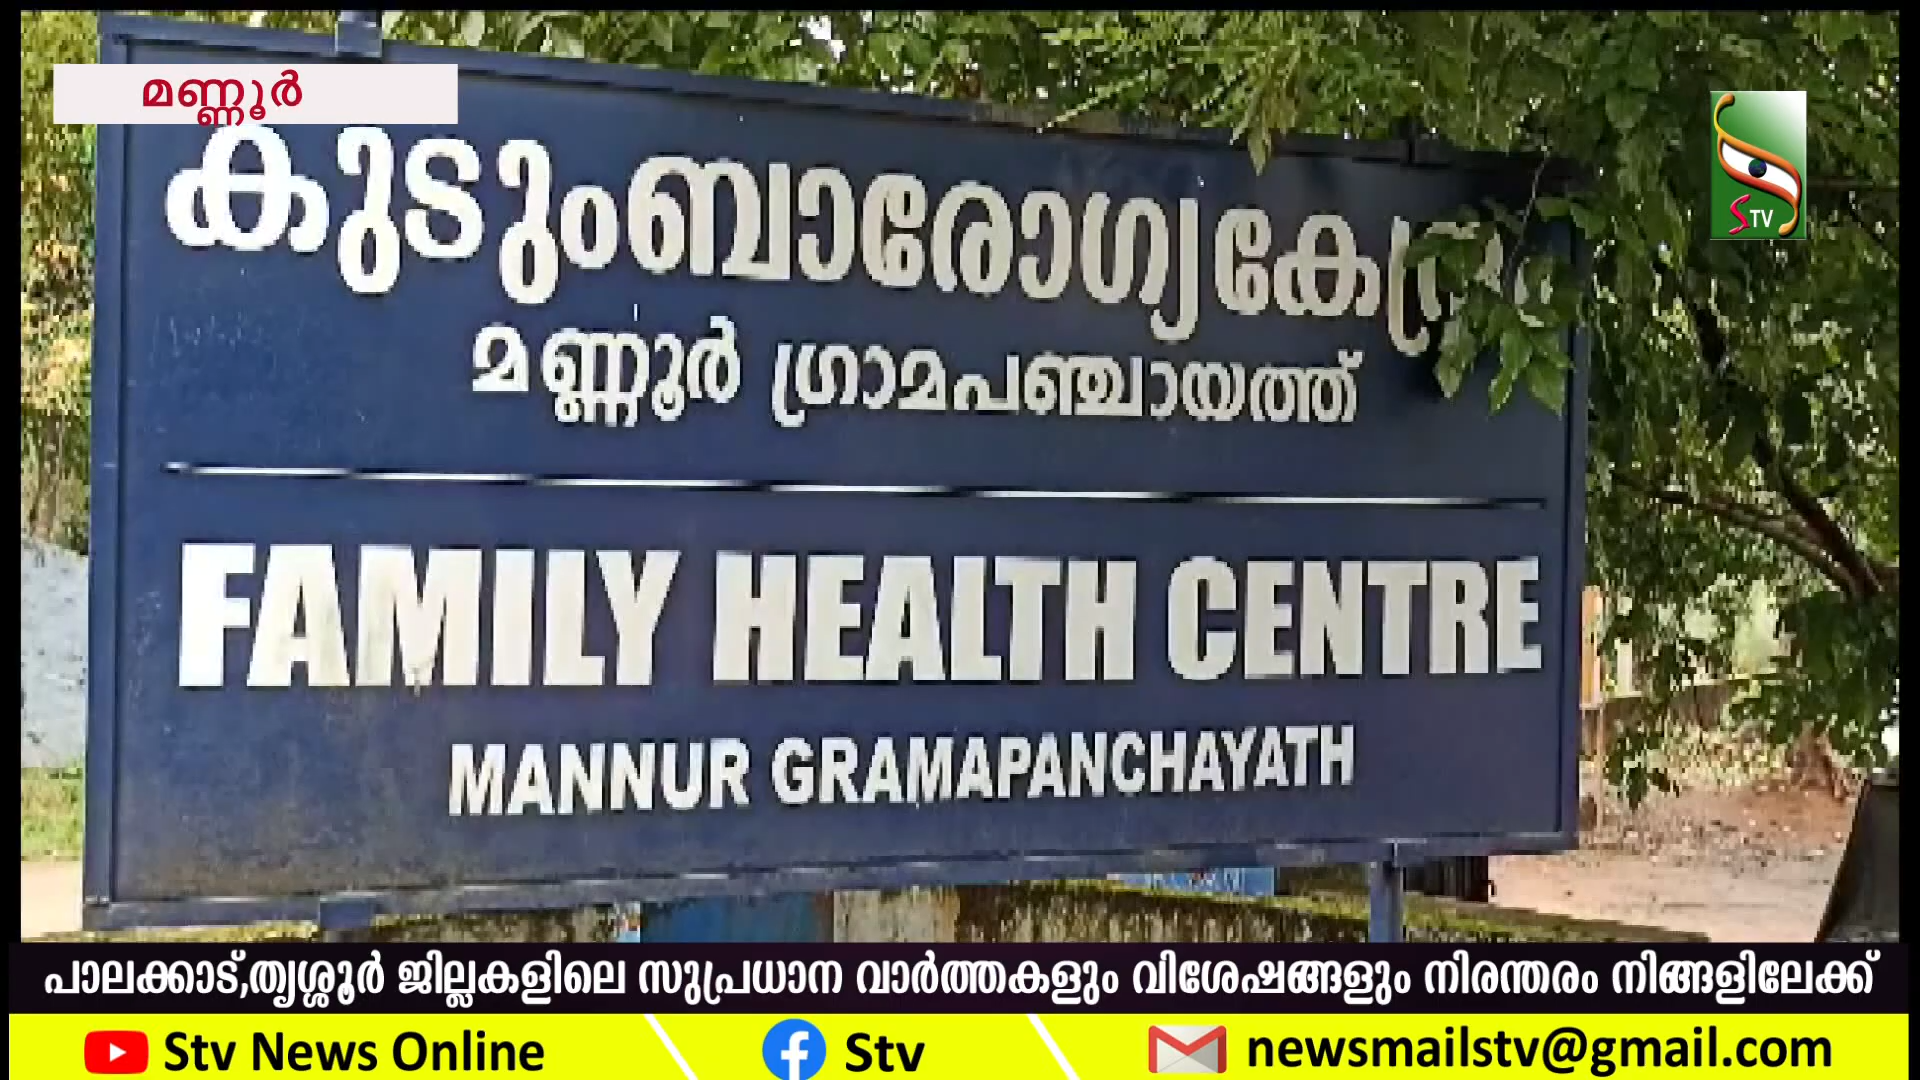 മണ്ണൂർ
കുടുംബാരോഗ്യകേന്ദ്രം
മണ്ണൂർ ഗ്രാമപഞ്ചായത്ത്
FAMILY HEALTH CENTRE
MANNUR GRAMAPANCHAYATH
STV
പാലക്കാട്,തൃശ്ശൂർ ജില്ലകളിലെ സുപ്രധാന വാർത്തകളും വിശേഷങ്ങളും നിരന്തരം നിങ്ങളിലേക്ക്
Stv News Online Stv newsmailstv@gmail.com